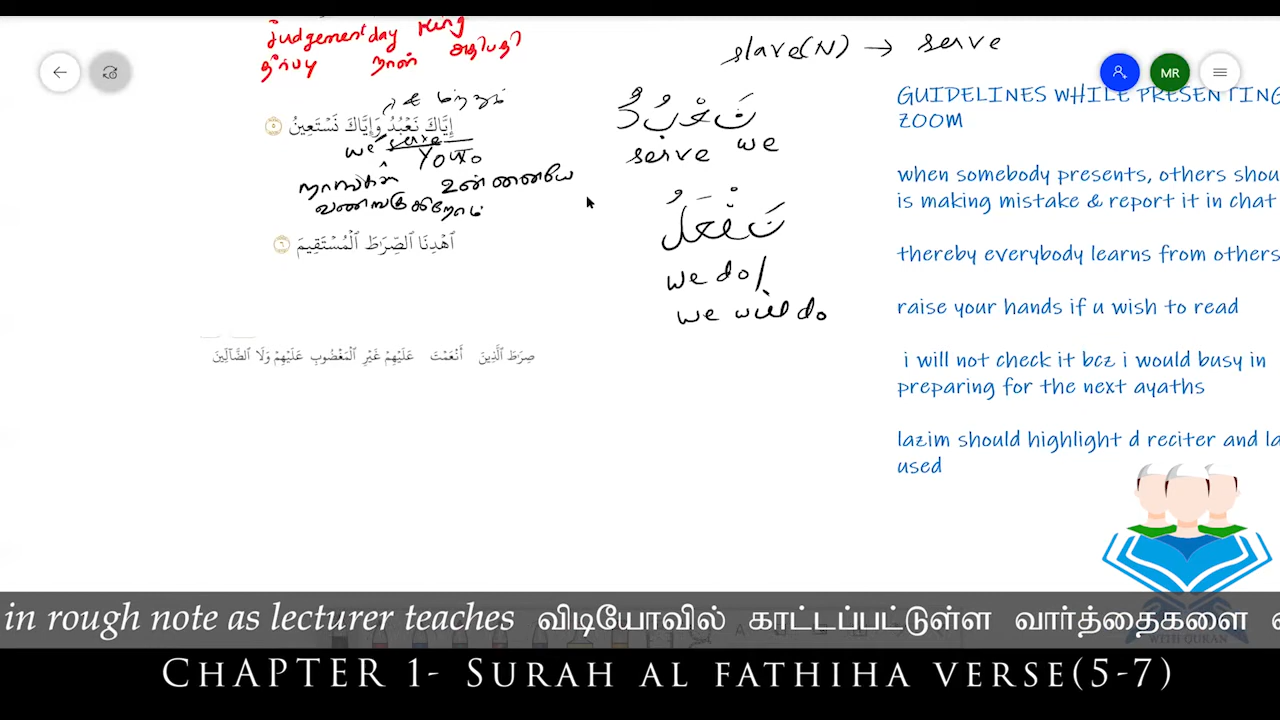 Judgement day King
தீர்ப்பு நாள் அதிபதி
slave(N) → serve
மற்றும்
إِيَّاكَ نَعْبُدُ وَإِيَّاكَ نَسْتَعِينُ ٥
we serve You
நாங்கள் உன்னையே
வணங்குகிறோம்
اهْدِنَا الصِّرَاطَ الْمُسْتَقِيمَ ٦
صِرَاطَ الَّذِينَ أَنْعَمْتَ عَلَيْهِمْ غَيْرِ الْمَغْضُوبِ عَلَيْهِمْ وَلَا الضَّالِّينَ
نَعْبُدُ
serve we
نَفْعَلُ
we do/
we will do
MR
GUIDELINES WHILE PRESENTING
ZOOM
when somebody presents, others shou
is making mistake & report it in chat
thereby everybody learns from others
raise your hands if u wish to read
i will not check it bcz i would busy in
preparing for the next ayaths
lazim should highlight d reciter and la
used
WITH QURAN
in rough note as lecturer teaches வீடியோவில் காட்டப்பட்டுள்ள வார்த்தைகளை
CHAPTER 1- SURAH AL FATHIHA VERSE(5-7)